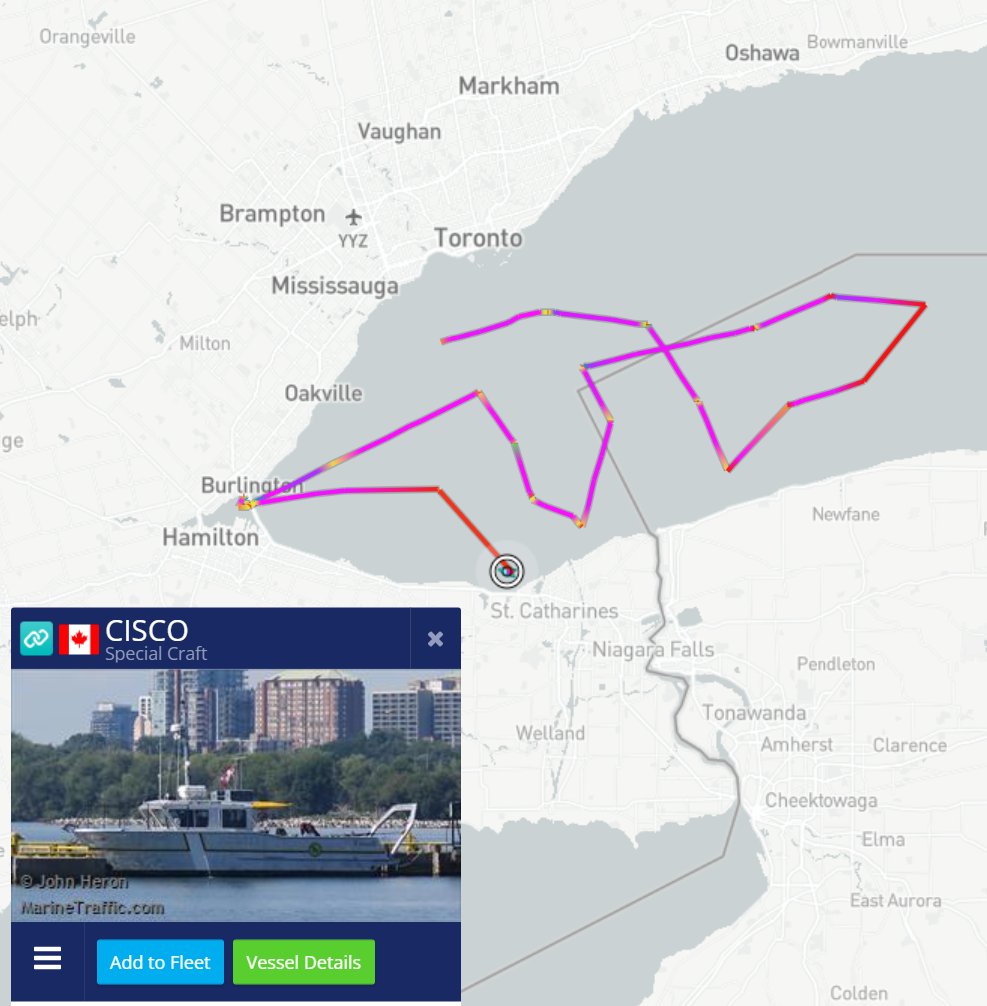 Orangeville
Bowmanville
Oshawa
Markham
Vaughan
Brampton
YYZ
Toronto
Mississauga
elph
Milton
Oakville
ge
Burlington
Hamilton
Newfane
St. Catharines
Niagara Falls
Pendleton
Tonawanda
Welland
Amherst
Clarence
Cheektowaga
Elma
East Aurora
Colden
CISCO
Special Craft
© John Heron
MarineTraffic.com
Add to Fleet
Vessel Details